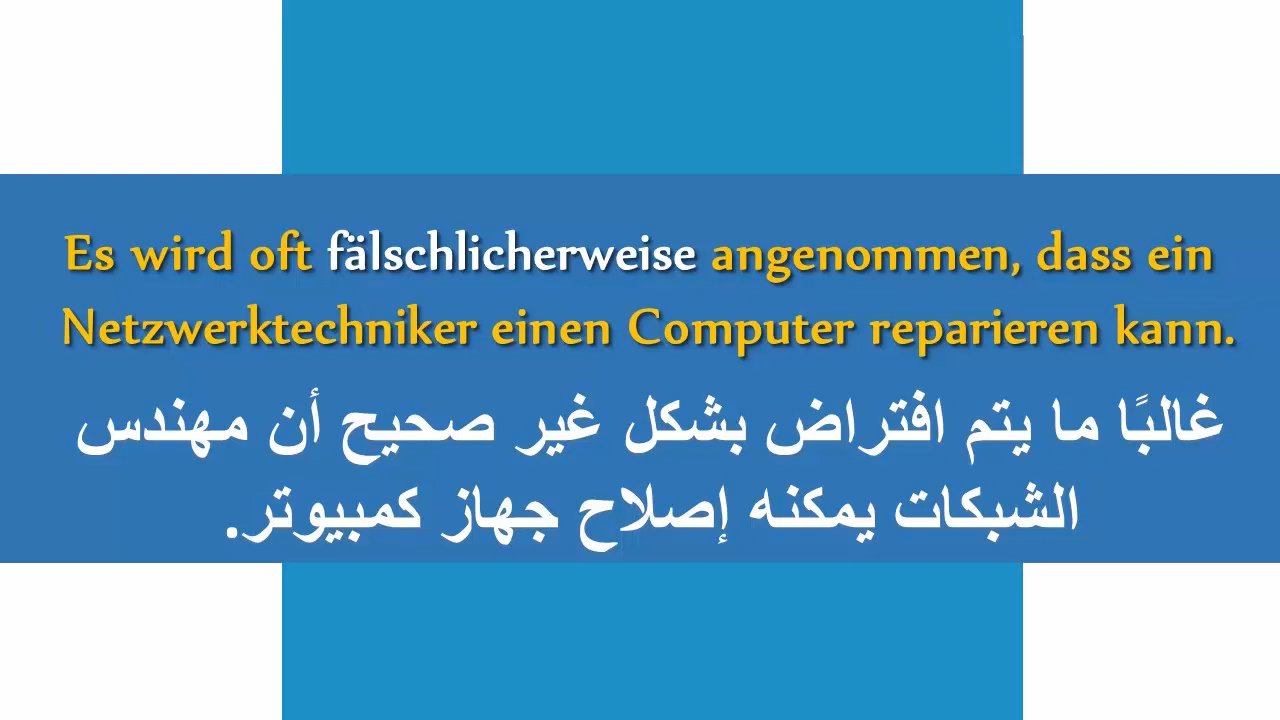 Es wird oft fälschlicherweise angenommen, dass ein
Netzwerktechniker einen Computer reparieren kann.
غالبًا ما يتم افتراض بشكل غير صحيح أن مهندس
الشبكات يمكنه إصلاح جهاز كمبيوتر.